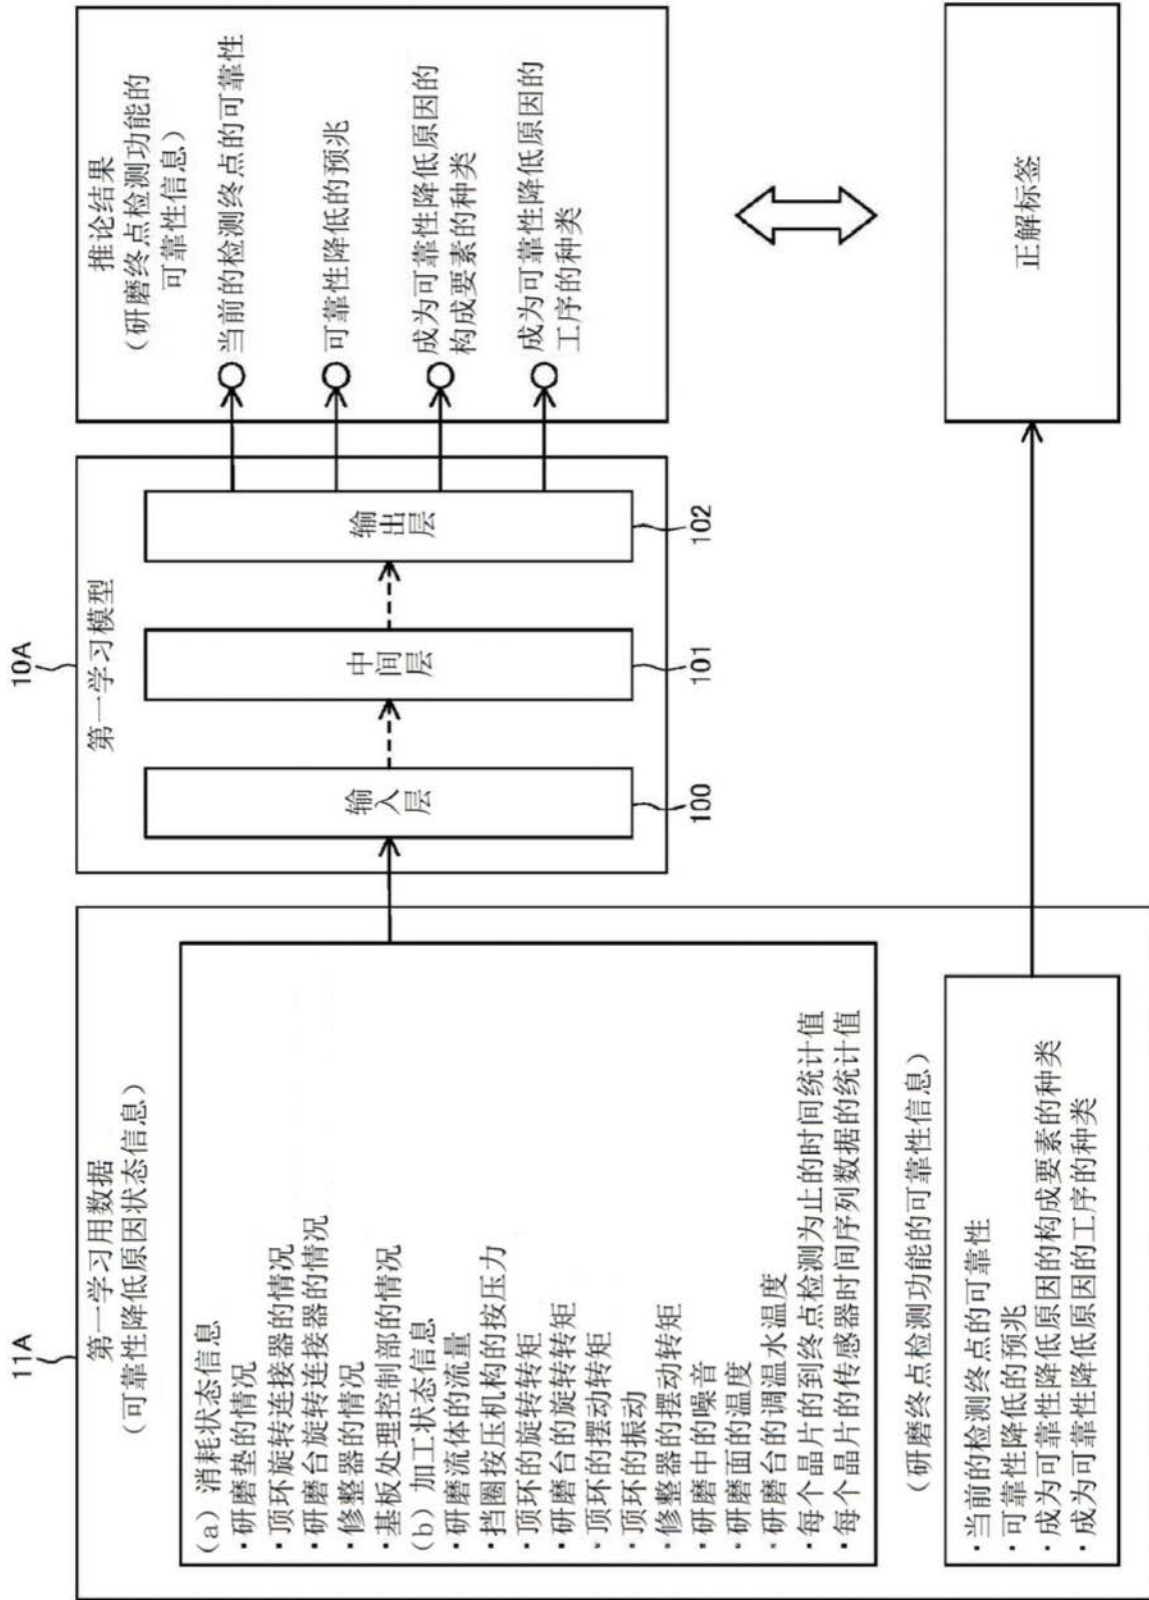 11A
第一学习用数据
（可靠性降低原因状态信息）
（a）消耗状态信息
・研磨垫的情况
・顶环旋转连接器的情况
・研磨台旋转连接器的情况
・修整器的情况
・基板处理控制部的情况
（b）加工状态信息
・研磨流体的流量
・挡圈按压机构的按压力
・顶环的旋转转矩
・研磨台的旋转转矩
・顶环的摆动转矩
・顶环的振动
・修整器的摆动转矩
・研磨中的噪音
・研磨面的温度
・研磨台的调温水温度
・每个晶片的到终点检测为止的时间统计值
・每个晶片的传感器时间序列数据的统计值
（研磨终点检测功能的可靠性信息）
・当前的检测终点的可靠性
・可靠性降低的预兆
・成为可靠性降低原因的构成要素的种类
・成为可靠性降低原因的工序的种类
10A
第一学习模型
输入层
100
中间层
101
输出层
102
推论结果
（研磨终点检测功能的
可靠性信息）
当前的检测终点的可靠性
可靠性降低的预兆
成为可靠性降低原因的
构成要素的种类
成为可靠性降低原因的
工序的种类
正解标签